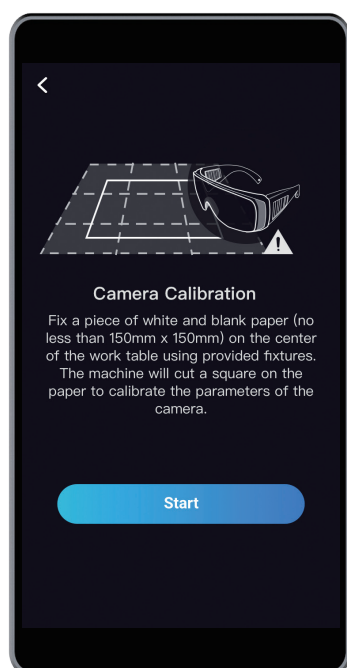 Camera Calibration
Fix a piece of white and blank paper (no
less than 150mm x 150mm) on the center
of the work table using provided fixtures.
The machine will cut a square on the
paper to calibrate the parameters of the
camera.
Start